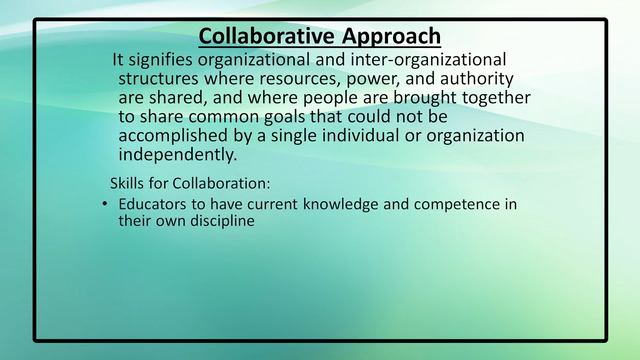 Collaborative Approach
It signifies organizational and inter-organizational
structures where resources, power, and authority
are shared, and where people are brought together
to share common goals that could not be
accomplished by a single individual or organization
independently.
Skills for Collaboration:
• Educators to have current knowledge and competence in
their own discipline